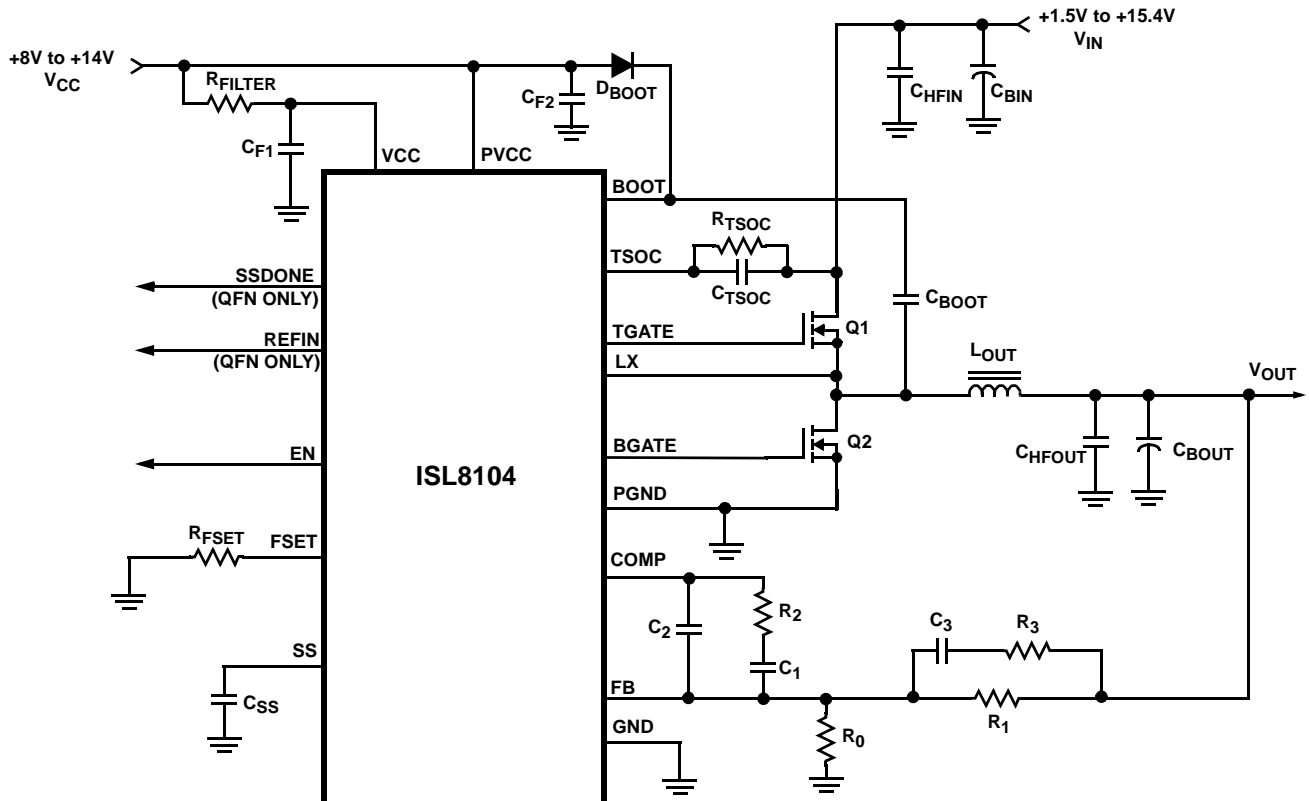 +1.5V to +15.4V
VIN
+8V to +14V
VCC
RFILTER
CF1
CF2
DBOOT
CHFIN
CBIN
VCC
PVCC
BOOT
RTSOC
TSOC
CTSOC
CBOOT
SSDONE
(QFN ONLY)
REFIN
(QFN ONLY)
TGATE
Q1
LX
LOUT
VOUT
EN
BGATE
Q2
CHFOUT
CBOUT
ISL8104
PGND
RFSET
FSET
COMP
C2
R2
C1
C3
R3
SS
CSS
FB
R1
R0
GND